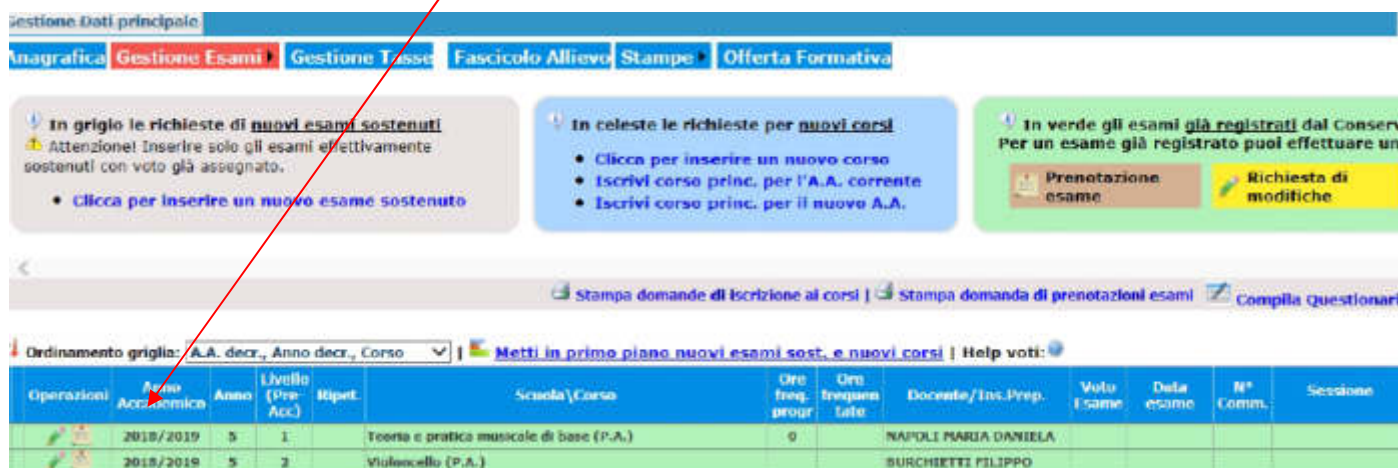 Gestione Dati principale
Anagrafica Gestione Esami Gestione Tasse Fascicolo Allievo Stampe Offerta Formativa
In grigio le richieste di nuovi esami sostenuti
Attenzione! Inserire solo gli esami effettivamente
sostenuti con voto già assegnato.
• Clicca per inserire un nuovo esame sostenuto
In celeste le richieste per nuovi corsi
• Clicca per inserire un nuovo corso
• Iscrivi corso princ. per l'A.A. corrente
• Iscrivi corso princ. per il nuovo A.A.
In verde gli esami già registrati dal Conserv
Per un esame già registrato puoi effettuare un
Prenotazione esame
Richiesta di modifiche
Stampa domande di iscrizione ai corsi | Stampa domanda di prenotazioni esami Compila Questionari
Ordinamento griglia: A.A. decr., Anno decr., Corso | Metti in primo piano nuovi esami sost. e nuovi corsi | Help voti:
Operazioni Anno Accademico Anno Livello (Pre-Acc) Ripet. Scuola\Corso Ore freq. progr Ore frequentate Docente/Ins.Prep. Voto Esame Data esame N° Comm. Sessione
2018/2019 5 1 Teoria e pratica musicale di base (P.A.) 0 NAPOLI MARIA DANIELA
2018/2019 5 2 Violoncello (P.A.) BURCHIETTI FILIPPO